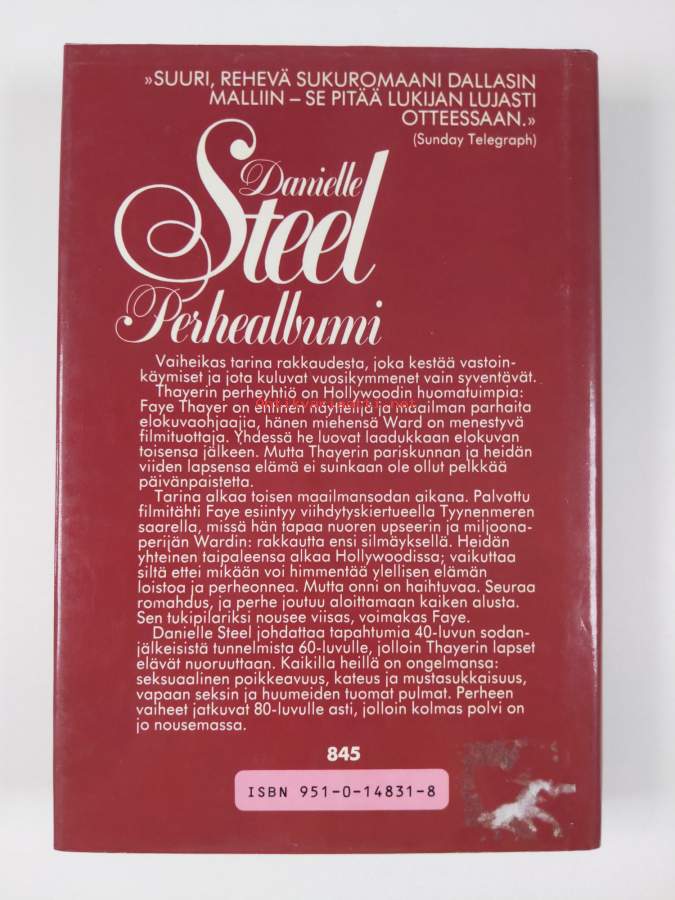 »SUURI, REHEVÄ SUKUROMAANI DALLASIN
MALLIIN – SE PITÄÄ LUKIJAN LUJASTI
OTTEESSAAN.»
(Sunday Telegraph)
Danielle
Steel
Perhealbumi
Vaiheikas tarina rakkaudesta, joka kestää vastoin-
käymiset ja jota kuluvat vuosikymmenet vain syventävät.
Thayerin perheyhtiö on Hollywoodin huomatuimpia:
Faye Thayer on entinen näyttelijä ja maailman parhaita
elokuvaohjaajia, hänen miehensä Ward on menestyvä
filmituottaja. Yhdessä he luovat laadukkaan elokuvan
toisensa jälkeen. Mutta Thayerin pariskunnan ja heidän
viiden lapsensa elämä ei suinkaan ole ollut pelkkää
päivänpaistetta.
Tarina alkaa toisen maailmansodan aikana. Palvottu
filmitähti Faye esiintyy viihdytyskiertueella Tyynenmeren
saarella, missä hän tapaa nuoren upseerin ja miljoona-
perijän Wardin: rakkautta ensi silmäyksellä. Heidän
yhteinen taipaleensa alkaa Hollywoodissa; vaikuttaa
siltä ettei mikään voi himmentää ylellisen elämän
loistoa ja perheonnea. Mutta onni on haihtuvaa. Seuraa
romahdus, ja perhe joutuu aloittamaan kaiken alusta.
Sen tukipilariksi nousee viisas, voimakas Faye.
Danielle Steel johdattaa tapahtumia 40-luvun sodan-
jälkeisistä tunnelmista 60-luvulle, jolloin Thayerin lapset
elävät nuoruuttaan. Kaikilla heillä on ongelmansa:
seksuaalinen poikkeavuus, kateus ja mustasukkaisuus,
vapaan seksin ja huumeiden tuomat pulmat. Perheen
vaiheet jatkuvat 80-luvulle asti, jolloin kolmas polvi on
jo nousemassa.
845
ISBN 951-0-14831-8